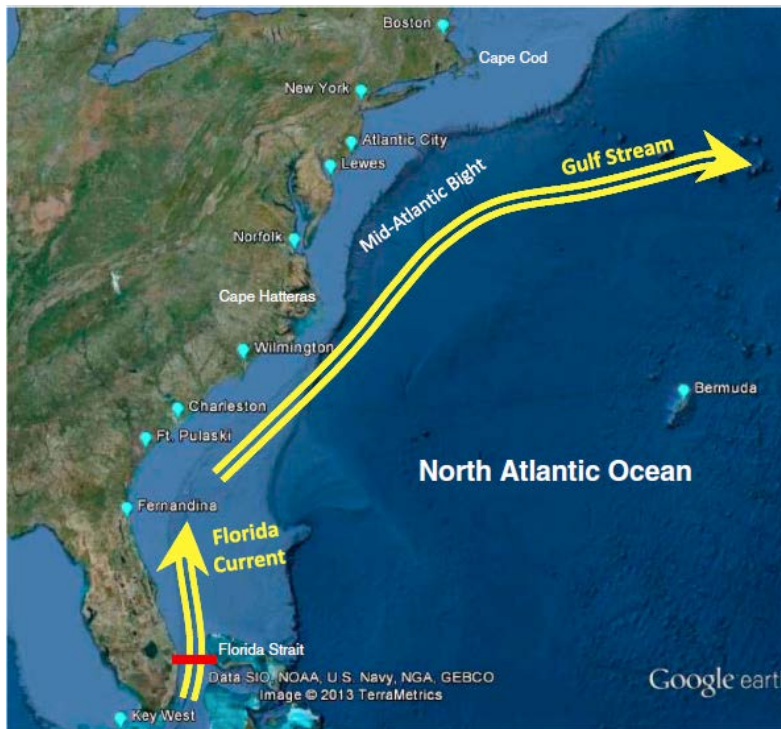 Boston
Cape Cod
New York
Atlantic City
Lewes
Gulf Stream
Mid-Atlantic Bight
Norfolk
Cape Hatteras
Wilmington
Bermuda
Charleston
Ft. Pulaski
North Atlantic Ocean
Fernandina
Florida
Current
Florida Strait
Data SIO, NOAA, U.S. Navy, NGA, GEBCO
Image © 2013 TerraMetrics
Google earth
Key West